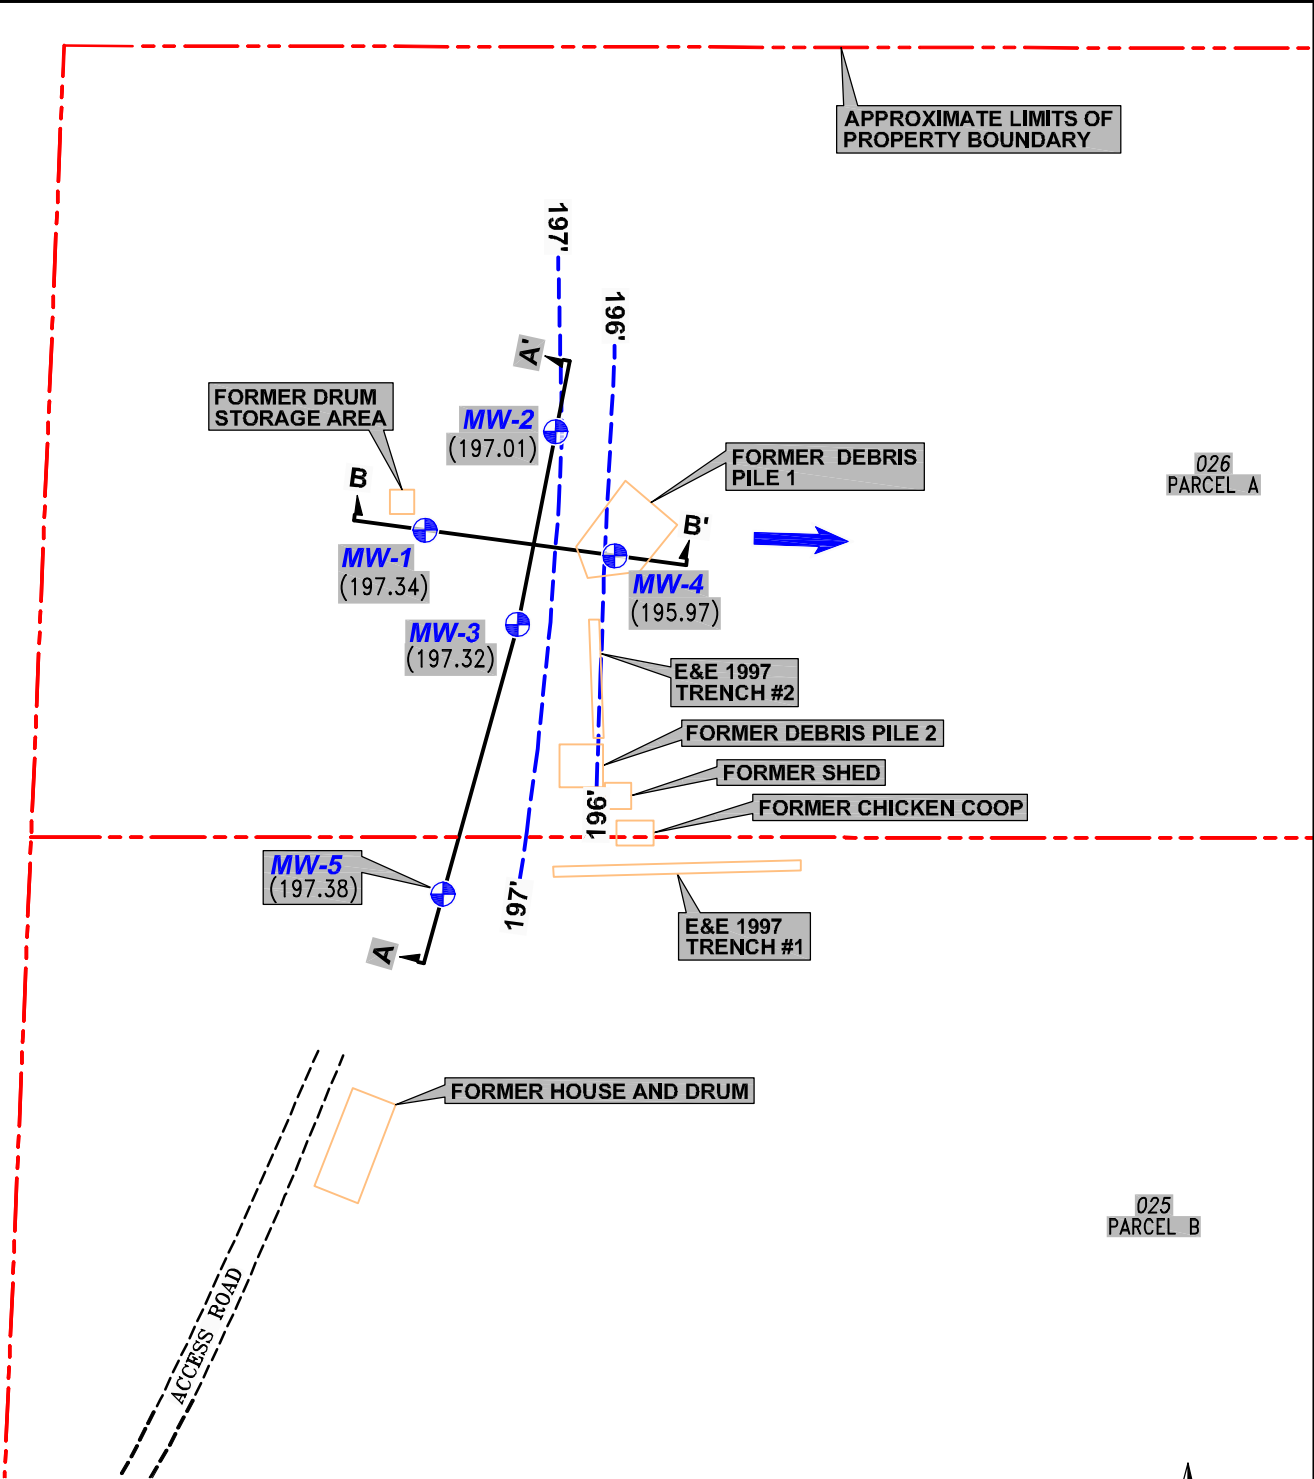 APPROXIMATE LIMITS OF
PROPERTY BOUNDARY
197'
196'
A'
FORMER DRUM
STORAGE AREA
MW-2
(197.01)
FORMER DEBRIS
PILE 1
026
PARCEL A
B
B'
MW-1
(197.34)
MW-4
(195.97)
MW-3
(197.32)
E&E 1997
TRENCH #2
FORMER DEBRIS PILE 2
FORMER SHED
196'
FORMER CHICKEN COOP
MW-5
(197.38)
197'
E&E 1997
TRENCH #1
A
FORMER HOUSE AND DRUM
025
PARCEL B
ACCESS ROAD